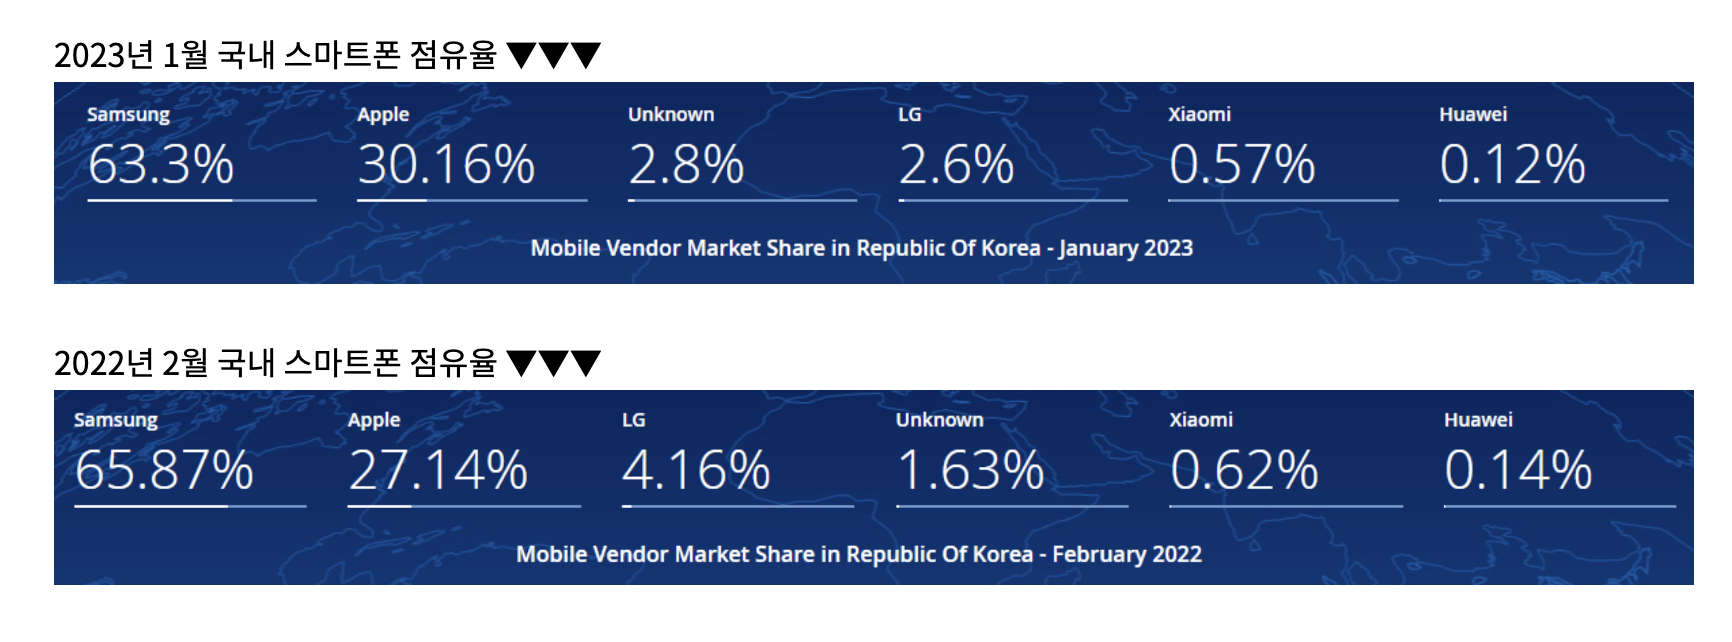 2023년 1월 국내 스마트폰 점유율 ▼▼▼
Samsung Apple Unknown LG Xiaomi Huawei
63.3% 30.16% 2.8% 2.6% 0.57% 0.12%
Mobile Vendor Market Share in Republic Of Korea - January 2023
2022년 2월 국내 스마트폰 점유율 ▼▼▼
Samsung Apple LG Unknown Xiaomi Huawei
65.87% 27.14% 4.16% 1.63% 0.62% 0.14%
Mobile Vendor Market Share in Republic Of Korea - February 2022